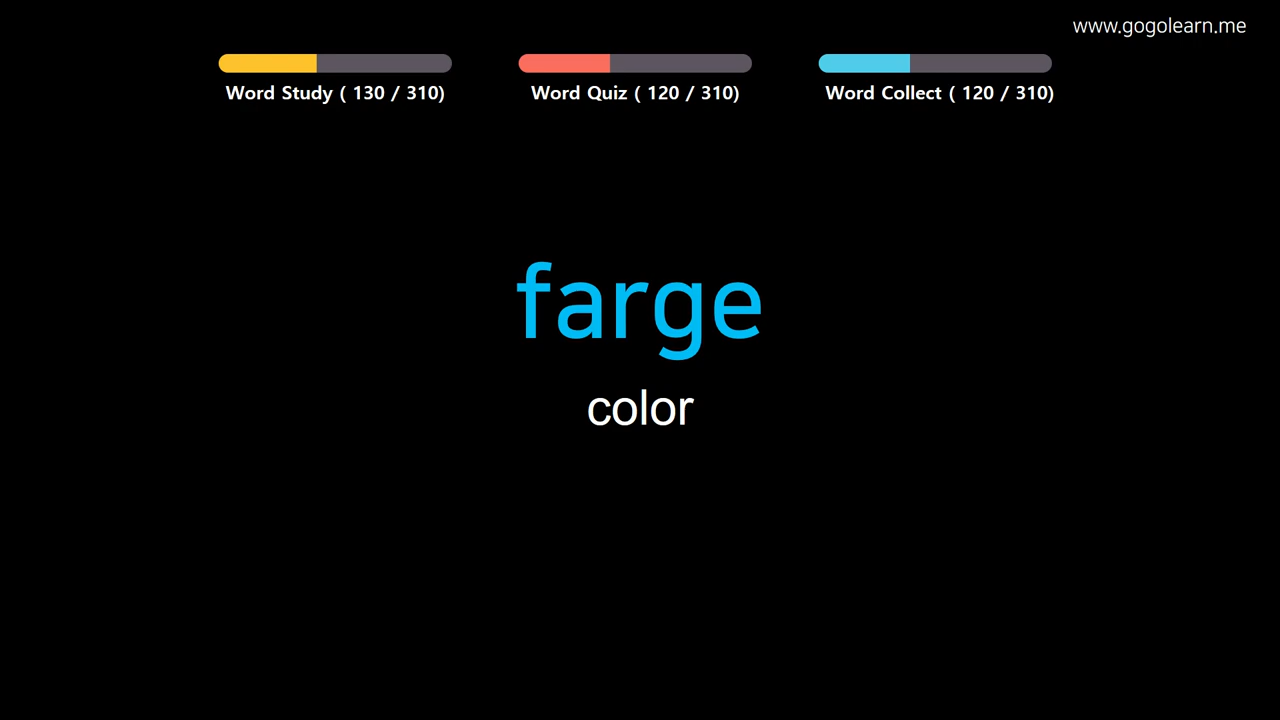 www.gogolearn.me
Word Study ( 130 / 310)
Word Quiz ( 120 / 310)
Word Collect ( 120 / 310)
farge
color